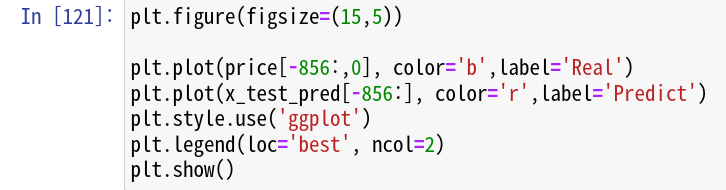 In [121]: plt.figure(figsize=(15,5))
plt.plot(price[-856:,0], color='b',label='Real')
plt.plot(x_test_pred[-856:], color='r',label='Predict')
plt.style.use('ggplot')
plt.legend(loc='best', ncol=2)
plt.show()